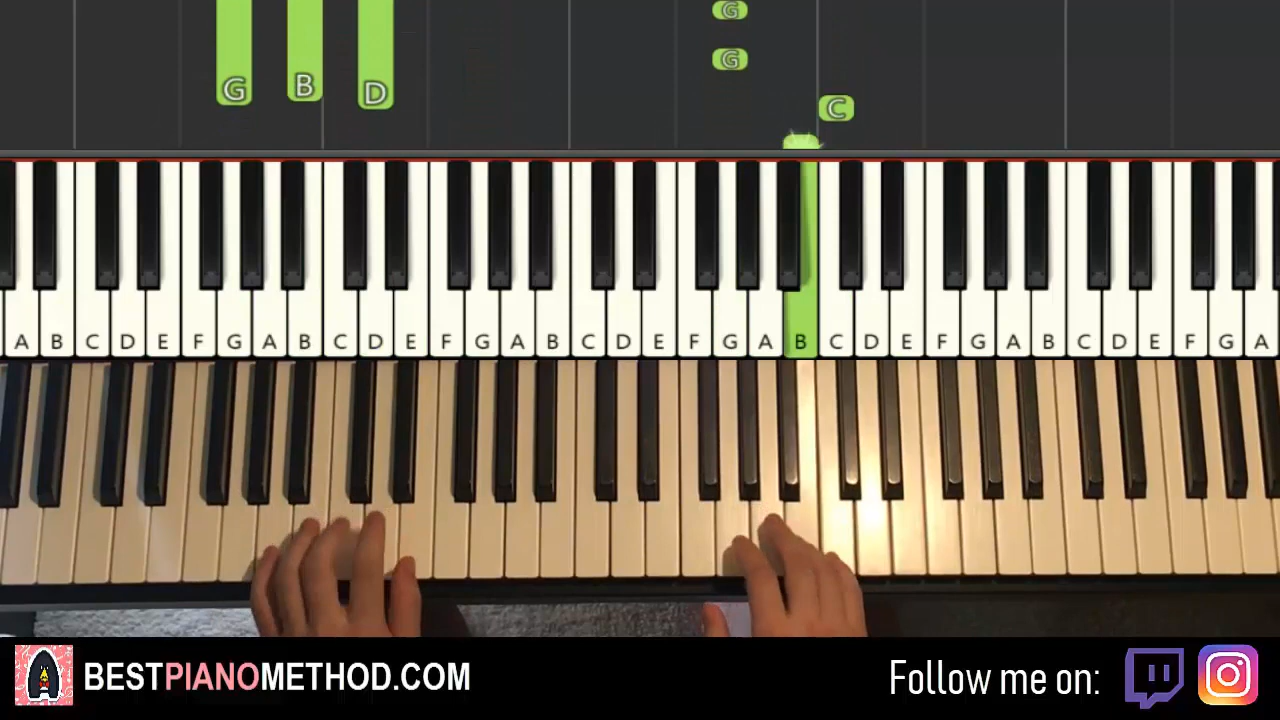 G
G
G B D
C
A B C D E F G A B C D E F G A B C D E F G A B C D E F G A B C D E F G A
BESTPIANOMETHOD.COM
Follow me on: